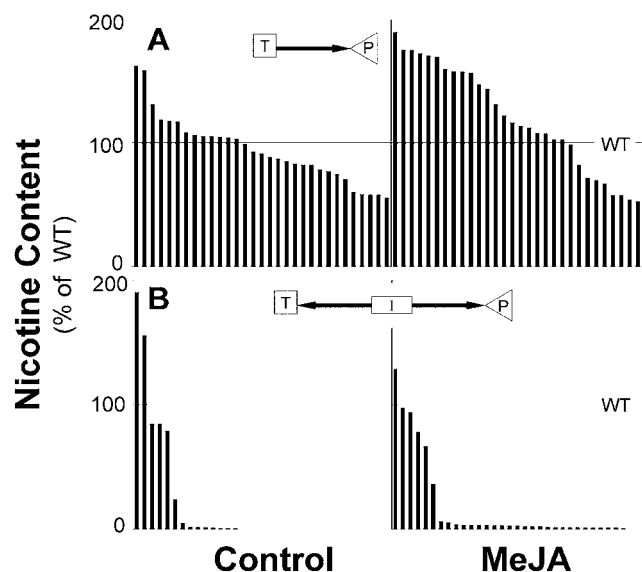 200
A
T
P
100
WT
0
200
B
T
I
P
100
WT
0
Nicotine Content
(% of WT)
Control
MeJA